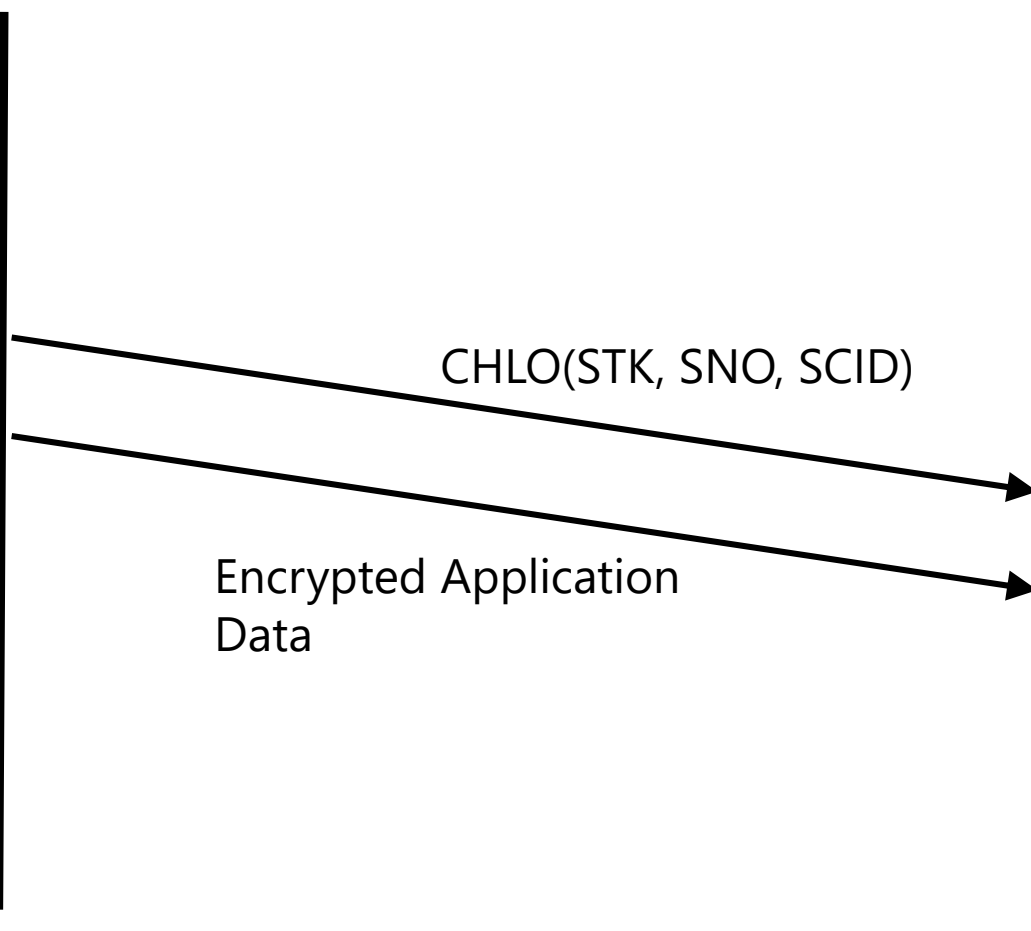 CHLO(STK, SNO, SCID)
Encrypted Application
Data